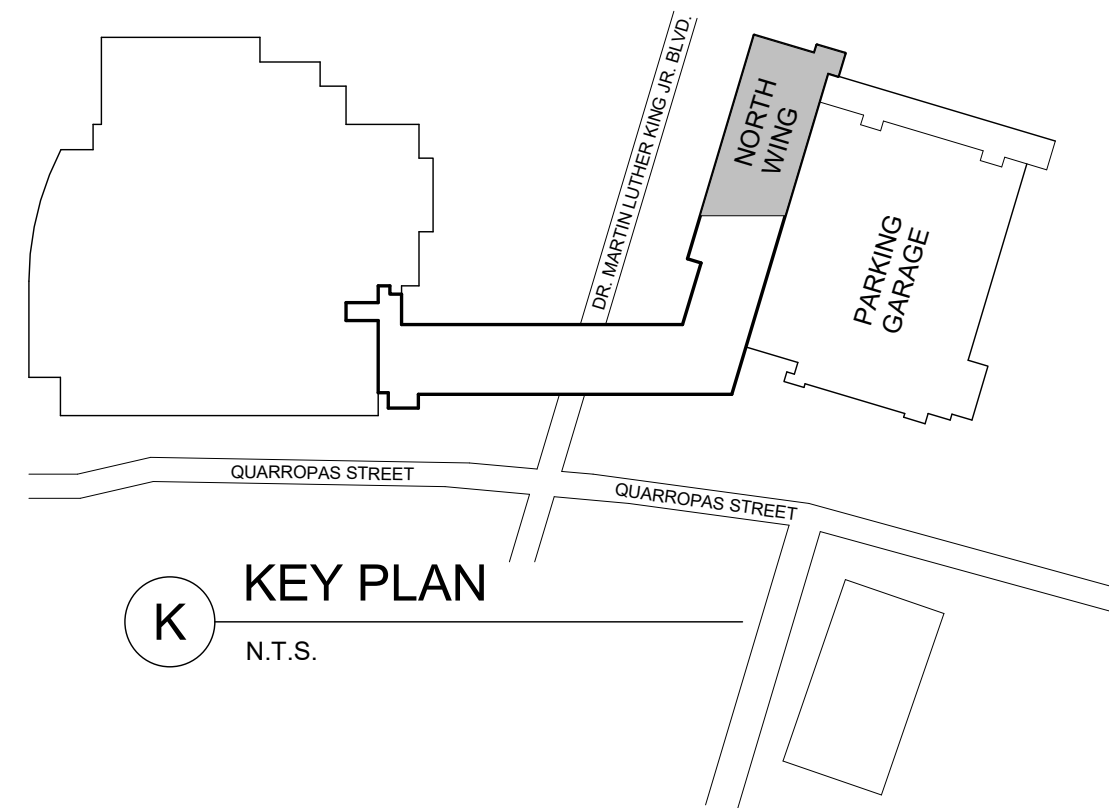 DR. MARTIN LUTHER KING JR. BLVD.
NORTH
WING
PARKING
GARAGE
QUARROPAS STREET
QUARROPAS STREET
K
KEY PLAN
N.T.S.